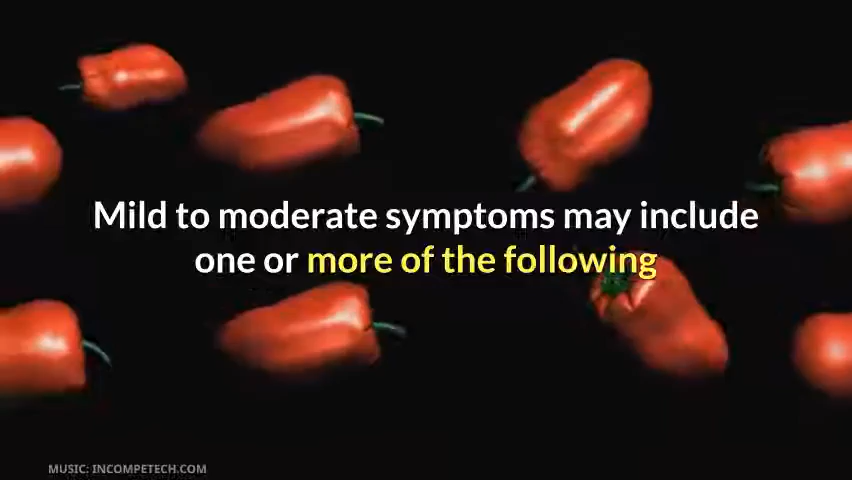 Mild to moderate symptoms may include
one or more of the following
MUSIC: INCOMPETECH.COM